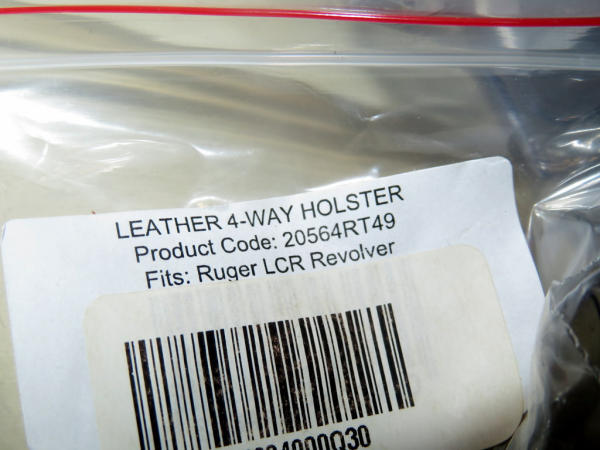 LEATHER 4-WAY HOLSTER
Product Code: 20564RT49
Fits: Ruger LCR Revolver